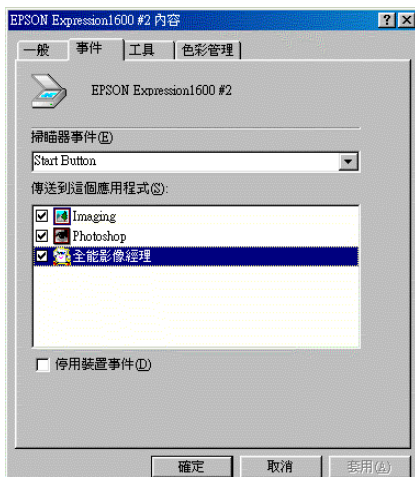 EPSON Expression1600 #2 內容
一般 事件 工具 色彩管理
EPSON Expression1600 #2
掃瞄器事件(E)
Start Button
傳送到這個應用程式(S):
Imaging
Photoshop
全能影像經理
停用裝置事件(D)
確定 取消 套用(A)